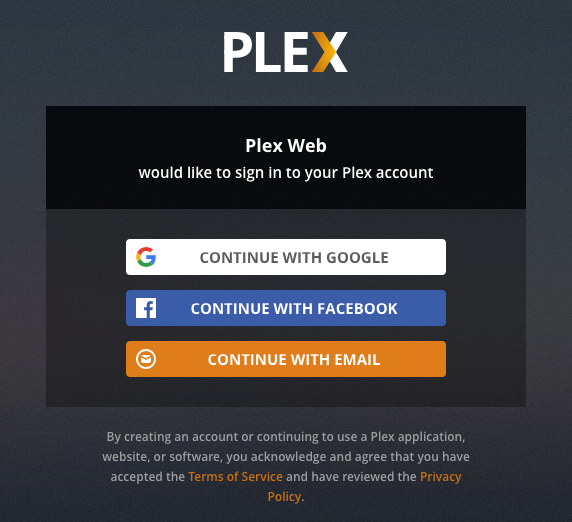 PLEX
Plex Web
would like to sign in to your Plex account
CONTINUE WITH GOOGLE
CONTINUE WITH FACEBOOK
CONTINUE WITH EMAIL
By creating an account or continuing to use a Plex application,
website, or software, you acknowledge and agree that you have
accepted the Terms of Service and have reviewed the Privacy
Policy.